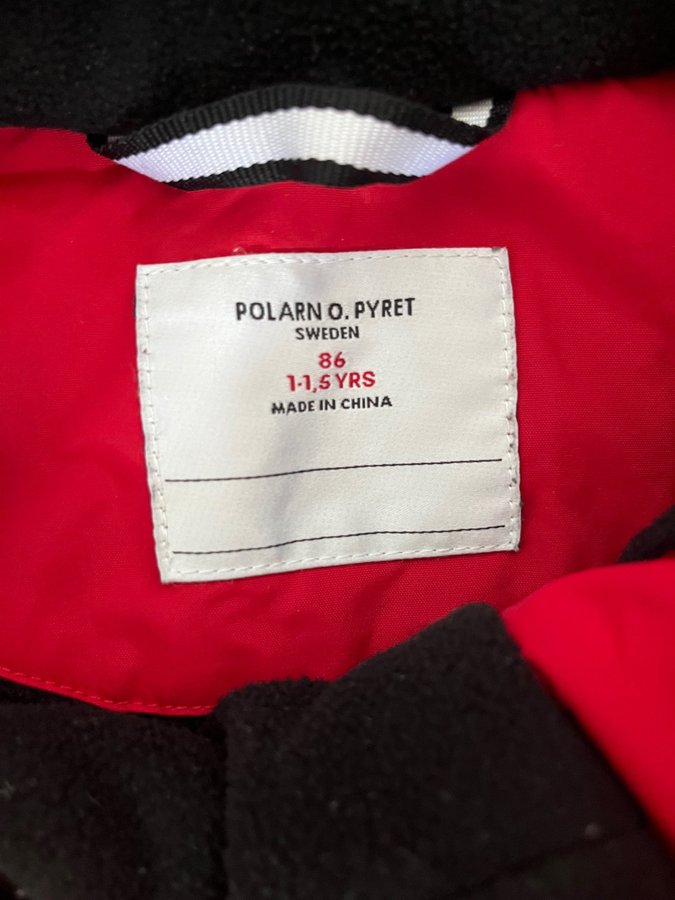 POLARN O. PYRET
SWEDEN
86
1-1,5 YRS
MADE IN CHINA